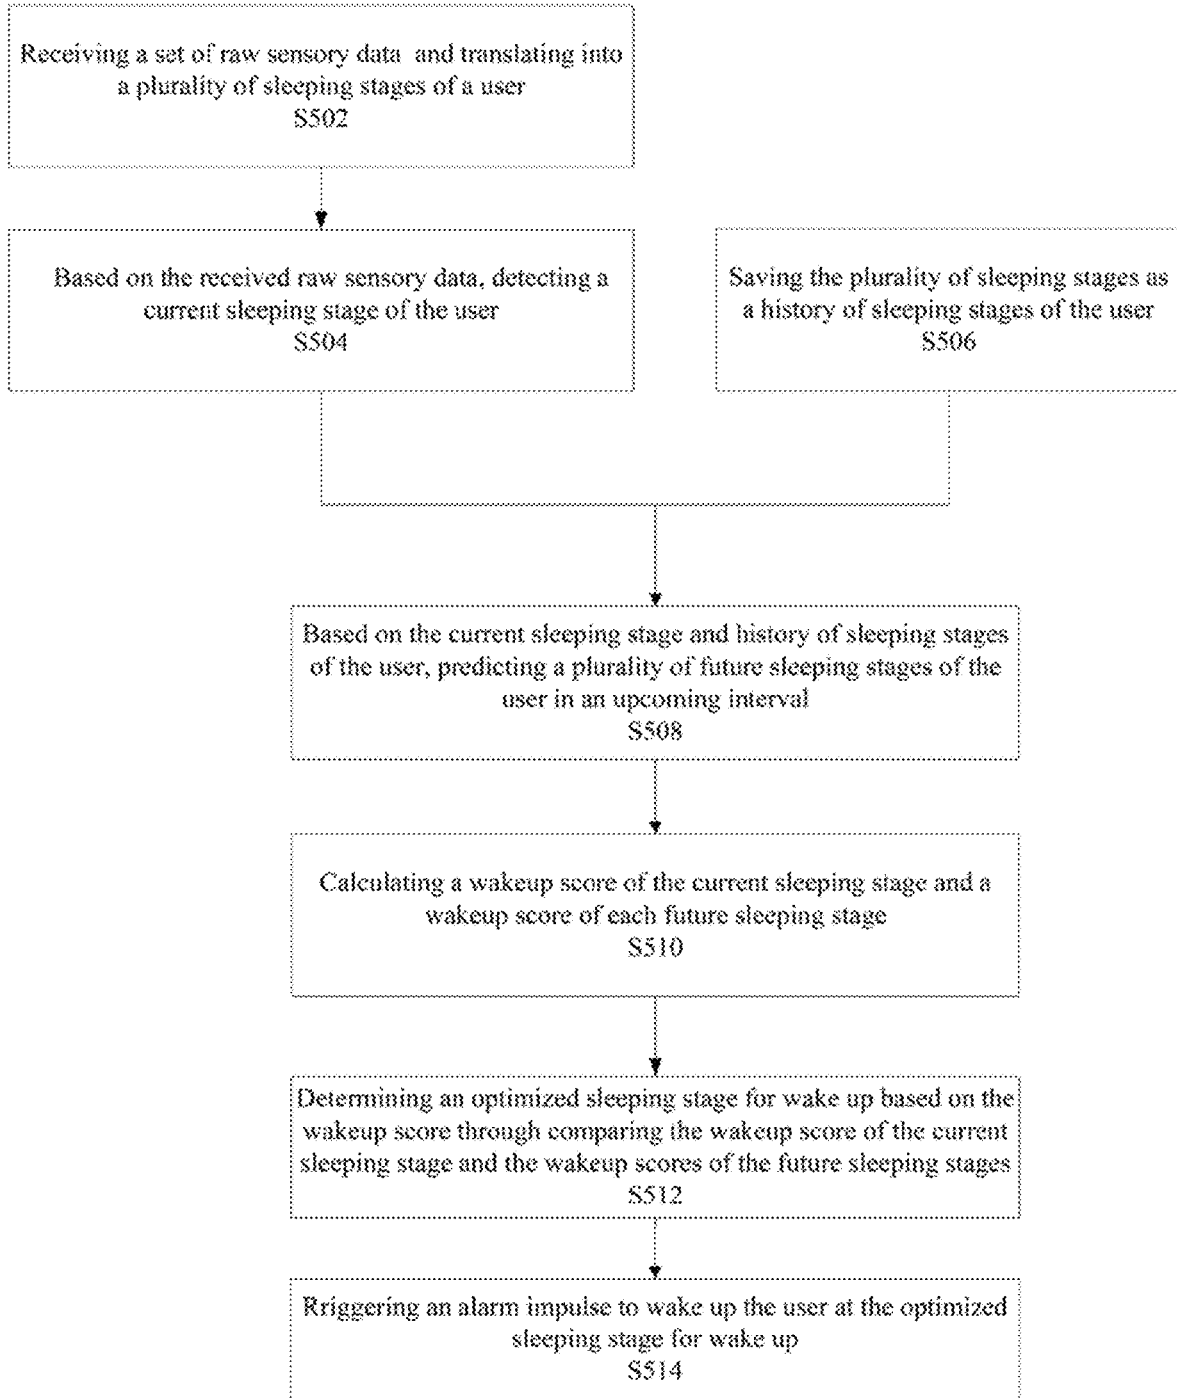 Receiving a set of raw sensory data and translating into
a plurality of sleeping stages of a user
S502
Based on the received raw sensory data, detecting a
current sleeping stage of the user
S504
Saving the plurality of sleeping stages as
a history of sleeping stages of the user
S506
Based on the current sleeping stage and history of sleeping stages
of the user, predicting a plurality of future sleeping stages of the
user in an upcoming interval
S508
Calculating a wakeup score of the current sleeping stage and a
wakeup score of each future sleeping stage
S510
Determining an optimized sleeping stage for wake up based on the
wakeup score through comparing the wakeup score of the current
sleeping stage and the wakeup scores of the future sleeping stages
S512
Rriggering an alarm impulse to wake up the user at the optimized
sleeping stage for wake up
S514